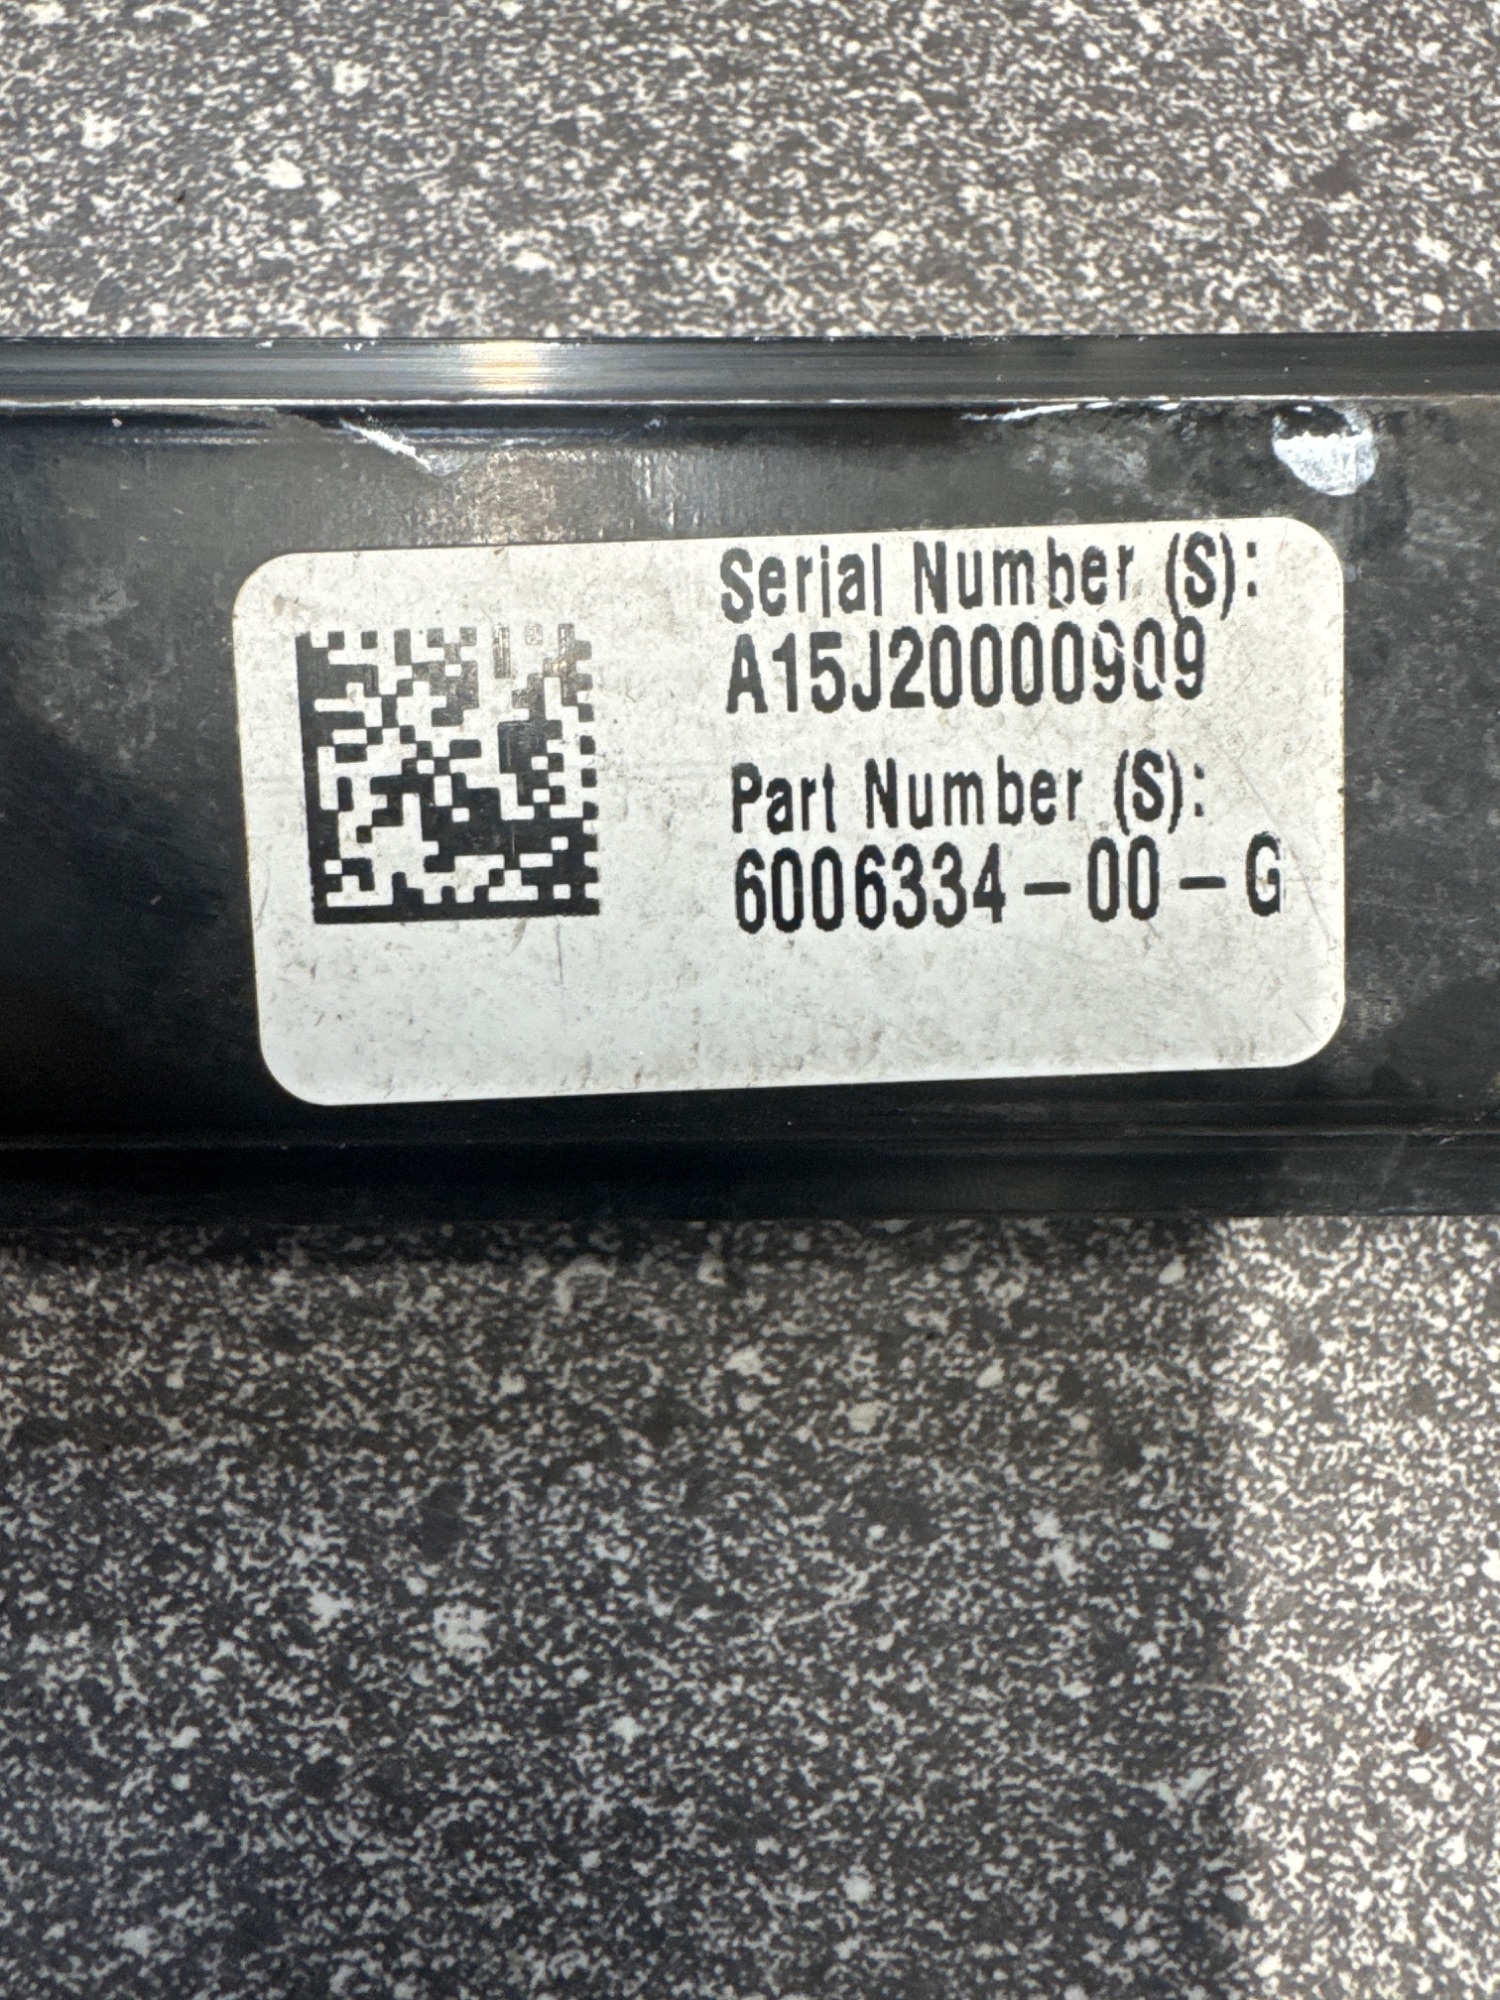 Serial Number (S):
A15J20000909
Part Number (S):
6006334-00-G